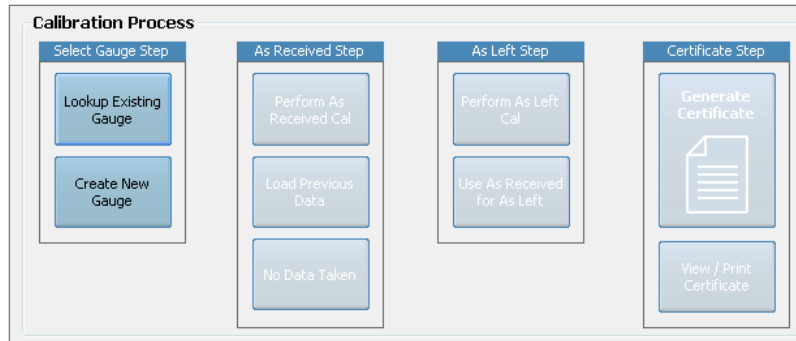 Calibration Process
Select Gauge Step
Lookup Existing
Gauge
Create New
Gauge
As Received Step
Perform As
Received Cal
Load Previous
Data
No Data Taken
As Left Step
Perform As Left
Cal
Use As Received
for As Left
Certificate Step
Generate
Certificate
View / Print
Certificate